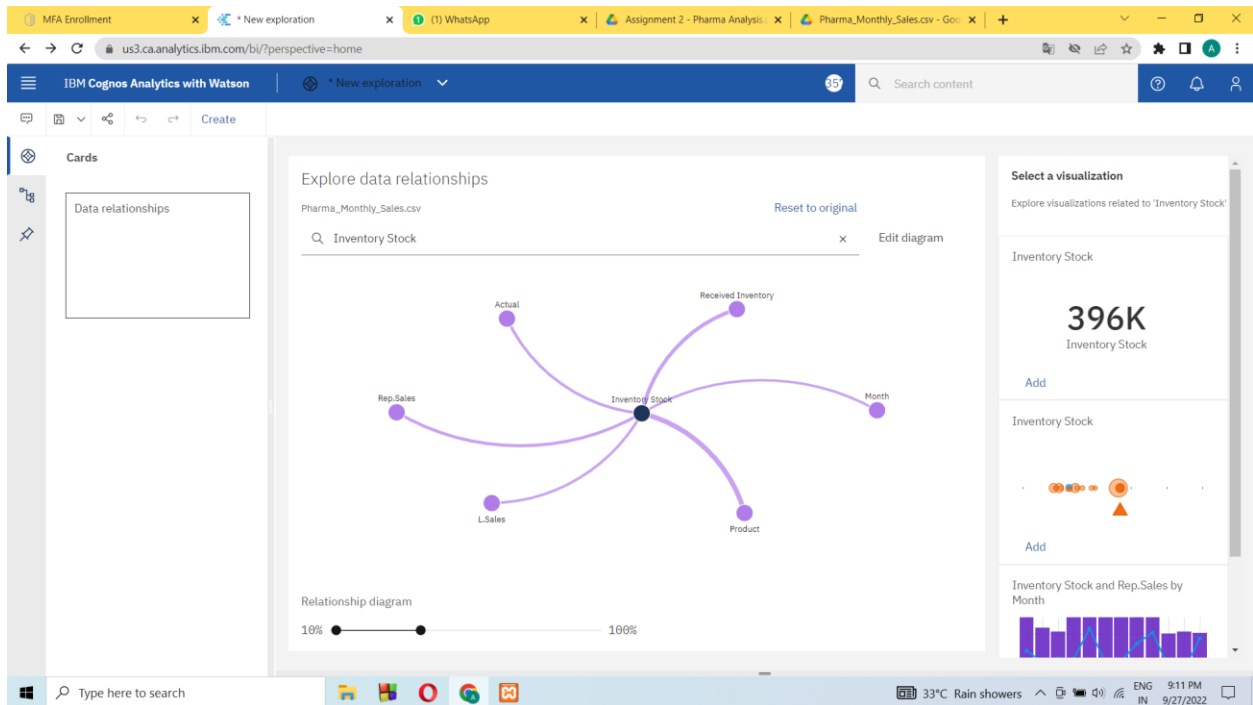 MFA Enrollment
* New exploration
(1) WhatsApp
Assignment 2 - Pharma Analysis.
Pharma_Monthly_Sales.csv - Goo
us3.ca.analytics.ibm.com/bi/?perspective=home
A
IBM Cognos Analytics with Watson
* New exploration
Search content
Create
Cards
Data relationships
Explore data relationships
Pharma_Monthly_Sales.csv
Reset to original
Inventory Stock
Edit diagram
Actual
Received Inventory
Rep.Sales
Inventory Stock
Month
L.Sales
Product
Relationship diagram
10%
100%
Select a visualization
Explore visualizations related to 'Inventory Stock'
Inventory Stock
396K
Inventory Stock
Add
Inventory Stock
Add
Inventory Stock and Rep.Sales by
Month
Type here to search
33°C Rain showers
ENG
IN
9:11 PM
9/27/2022